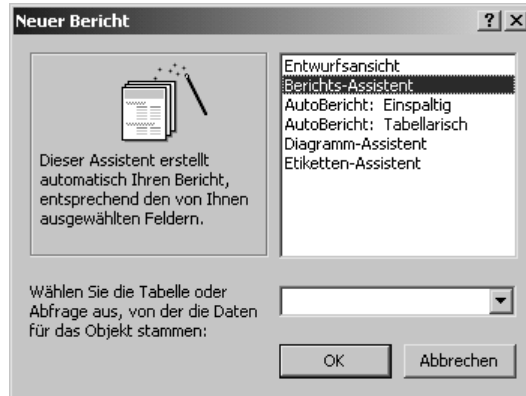 Neuer Bericht
Dieser Assistent erstellt
automatisch Ihren Bericht,
entsprechend den von Ihnen
ausgewählten Feldern.
Entwurfsansicht
Berichts-Assistent
AutoBericht: Einspaltig
AutoBericht: Tabellarisch
Diagramm-Assistent
Etiketten-Assistent
Wählen Sie die Tabelle oder
Abfrage aus, von der die Daten
für das Objekt stammen:
OK
Abbrechen